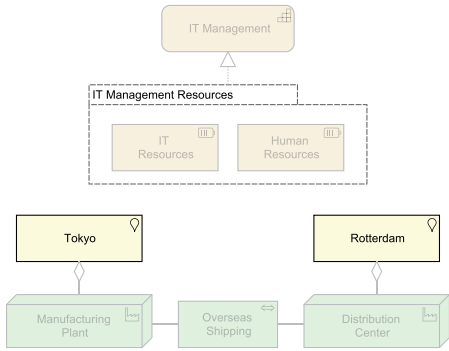 IT Management
IT Management Resources
IT
Resources
Human
Resources
Tokyo
Rotterdam
Manufacturing
Plant
Overseas
Shipping
Distribution
Center